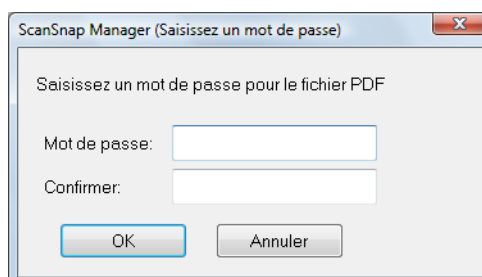 ScanSnap Manager (Saisissez un mot de passe)
Saisissez un mot de passe pour le fichier PDF
Mot de passe:
Confirmer:
OK Annuler